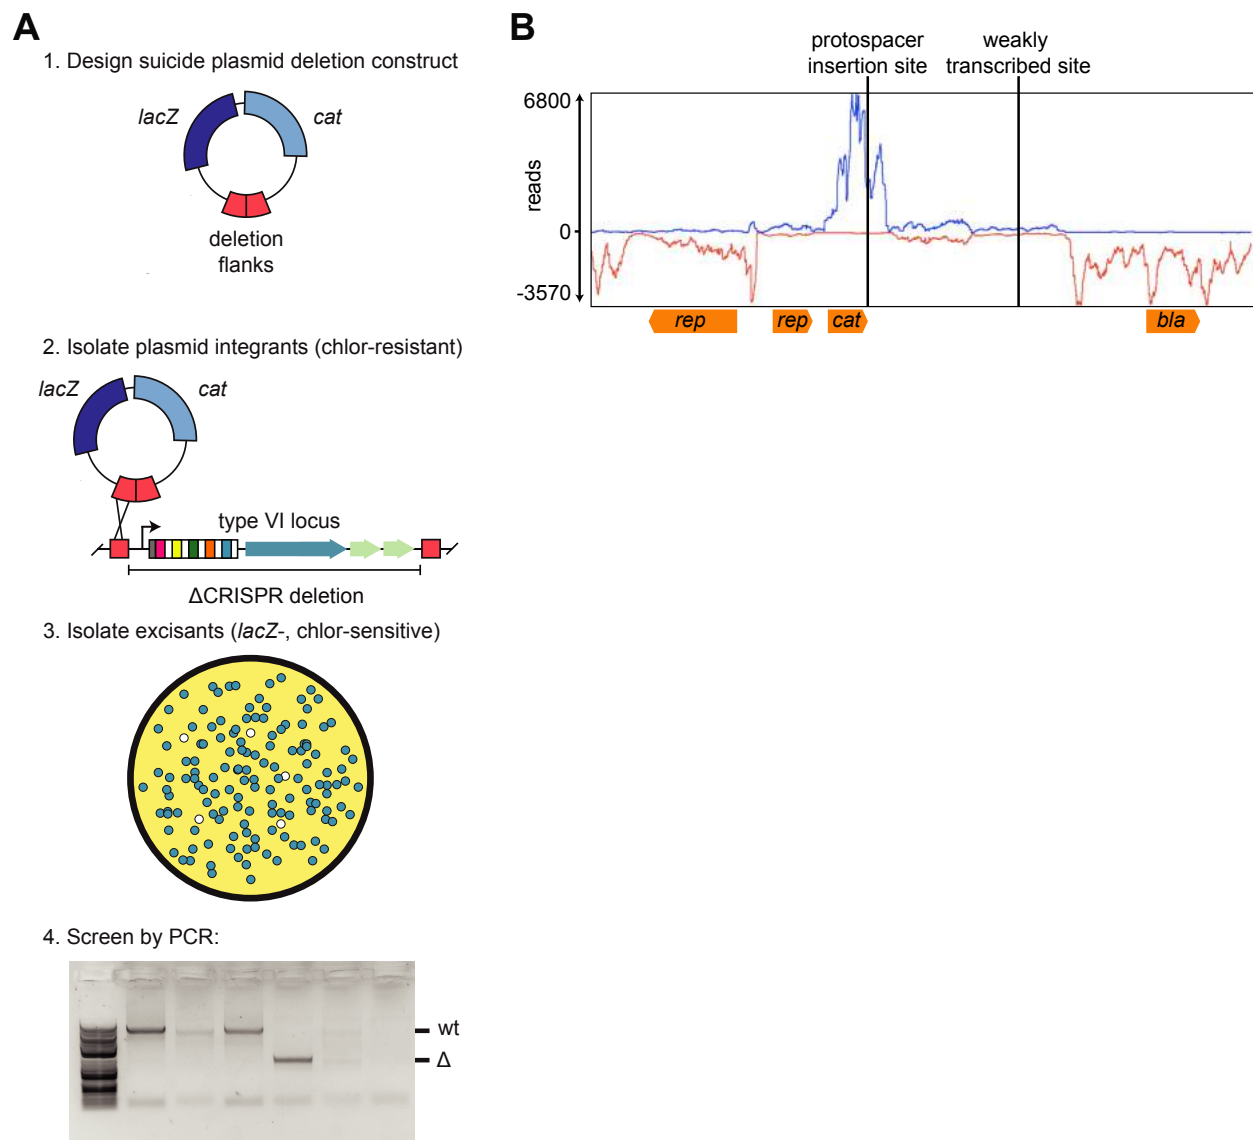 A
1. Design suicide plasmid deletion construct
lacZ
cat
deletion
flanks
2. Isolate plasmid integrants (chlor-resistant)
lacZ
cat
type VI locus
ΔCRISPR deletion
3. Isolate excisants (lacZ-, chlor-sensitive)
4. Screen by PCR:
wt
Δ
B
protospacer
insertion site
weakly
transcribed site
6800
reads
0
-3570
rep
rep
cat
bla